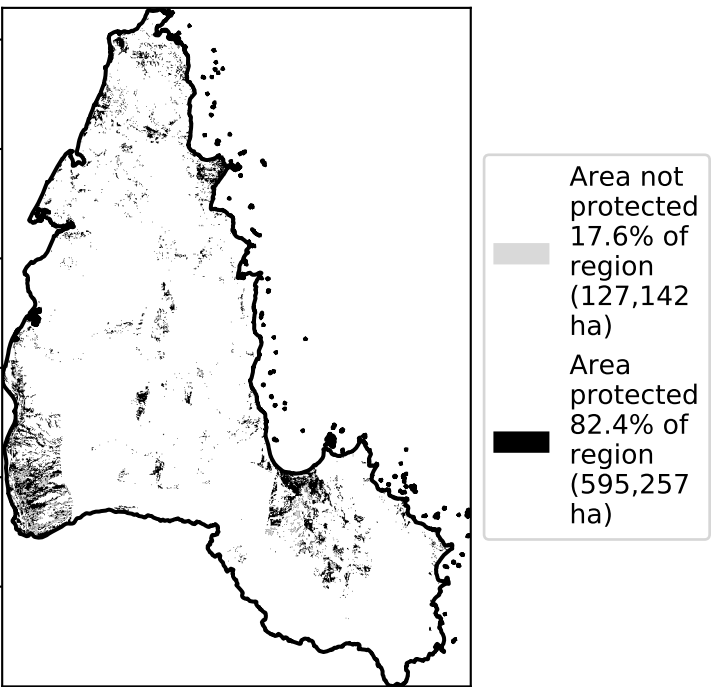 Area not
protected
17.6% of
region
(127,142
ha)
Area
protected
82.4% of
region
(595,257
ha)